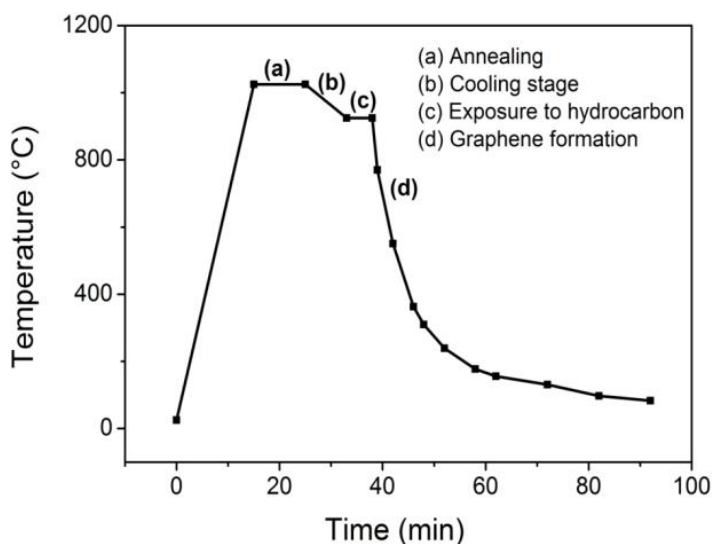 1200
800
400
0
Temperature (°C)
(a)
(b)
(c)
(d)
(a) Annealing
(b) Cooling stage
(c) Exposure to hydrocarbon
(d) Graphene formation
0 20 40 60 80 100
Time (min)